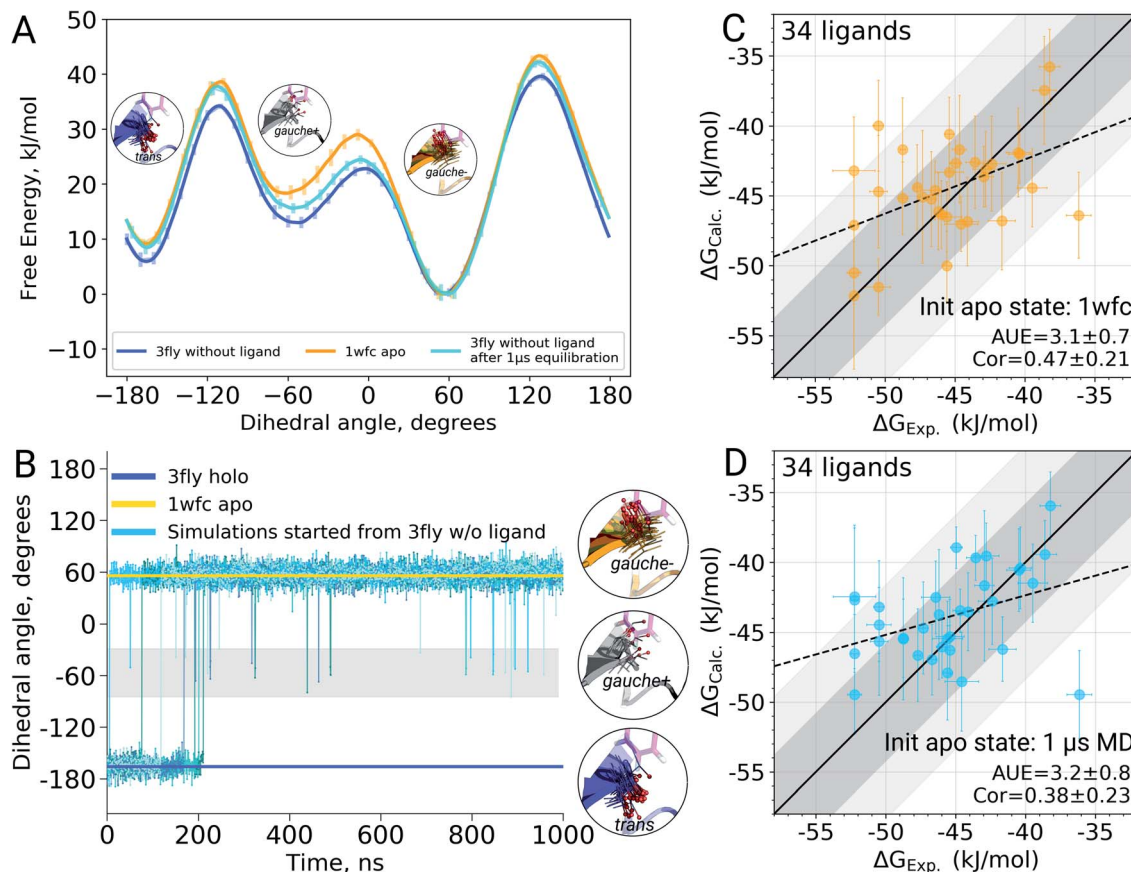 A
50
40
30
20
10
0
−10
Free Energy, kJ/mol
trans
gauche+
gauche-
3fly without ligand
1wfc apo
3fly without ligand
after 1μs equilibration
−180 −120 −60 0 60 120 180
Dihedral angle, degrees
B
180
120
60
0
-60
-120
-180
Dihedral angle, degrees
3fly holo
1wfc apo
Simulations started from 3fly w/o ligand
0 200 400 600 800 1000
Time, ns
gauche-
gauche+
trans
C
34 ligands
-35
-40
-45
-50
-55
ΔGCalc. (kJ/mol)
Init apo state: 1wfc
AUE=3.1±0.7
Cor=0.47±0.21
-55 -50 -45 -40 -35
ΔGExp. (kJ/mol)
D
34 ligands
-35
-40
-45
-50
-55
ΔGCalc. (kJ/mol)
Init apo state: 1 μs MD
AUE=3.2±0.8
Cor=0.38±0.23
-55 -50 -45 -40 -35
ΔGExp. (kJ/mol)